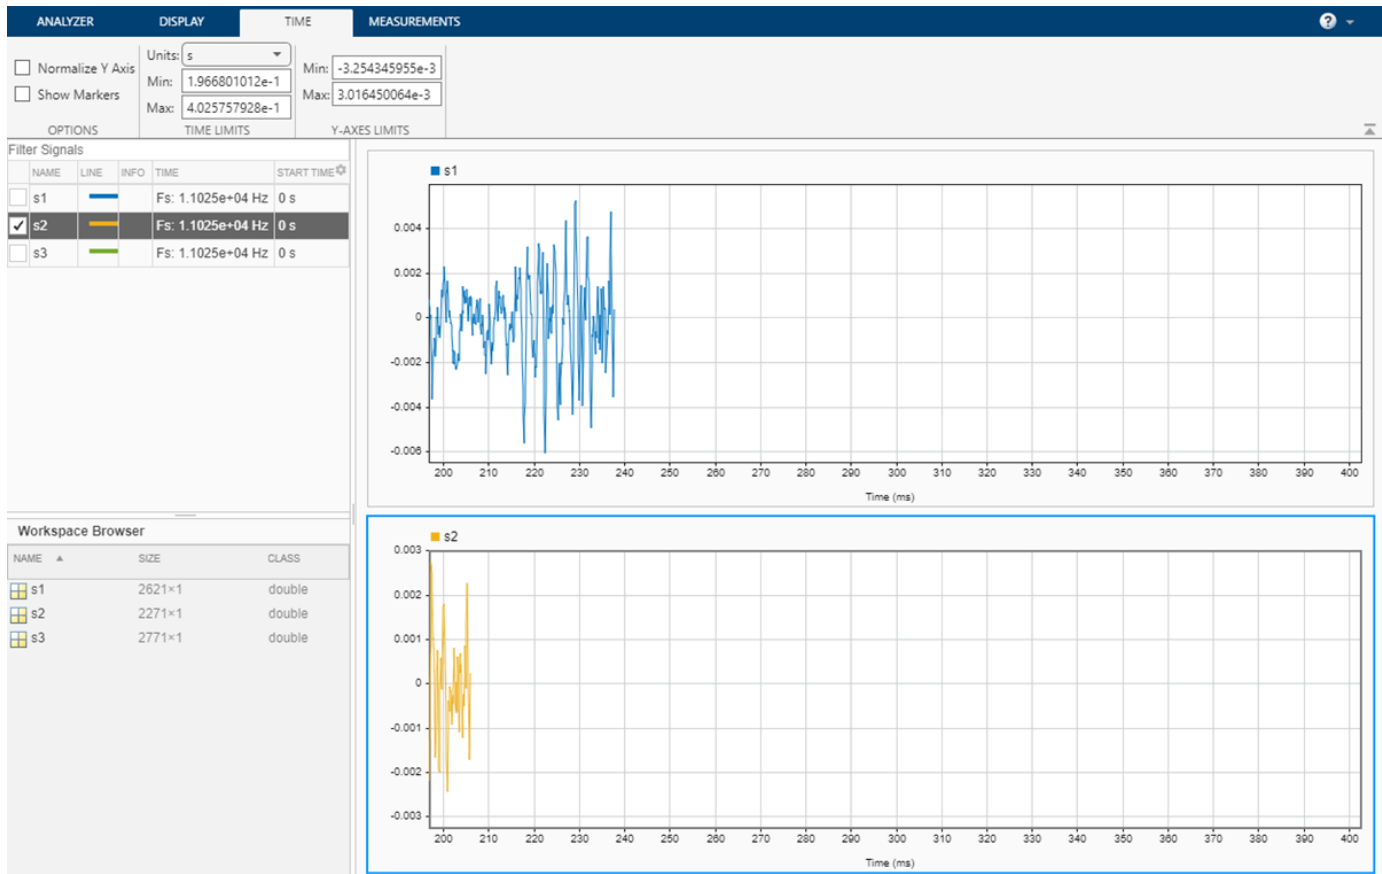 ANALYZER DISPLAY TIME MEASUREMENTS ?
Normalize Y Axis
Show Markers
OPTIONS
Units: s
Min: 1.966801012e-1
Max: 4.025757928e-1
TIME LIMITS
Min: -3.254345955e-3
Max: 3.016450064e-3
Y-AXES LIMITS
Filter Signals
NAME LINE INFO TIME START TIME
s1 Fs: 1.1025e+04 Hz 0 s
s2 Fs: 1.1025e+04 Hz 0 s
s3 Fs: 1.1025e+04 Hz 0 s
Workspace Browser
NAME SIZE CLASS
s1 2621×1 double
s2 2271×1 double
s3 2771×1 double
s1
0.004
0.002
0
-0.002
-0.004
-0.006
200 210 220 230 240 250 260 270 280 290 300 310 320 330 340 350 360 370 380 390 400
Time (ms)
s2
0.003
0.002
0.001
0
-0.001
-0.002
-0.003
200 210 220 230 240 250 260 270 280 290 300 310 320 330 340 350 360 370 380 390 400
Time (ms)